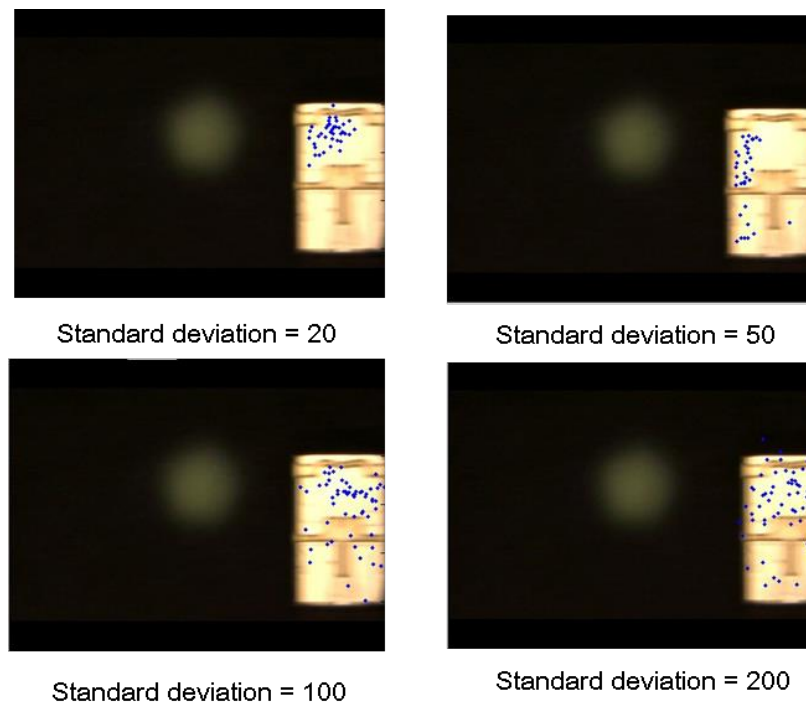 Standard deviation = 20
Standard deviation = 50
Standard deviation = 100
Standard deviation = 200